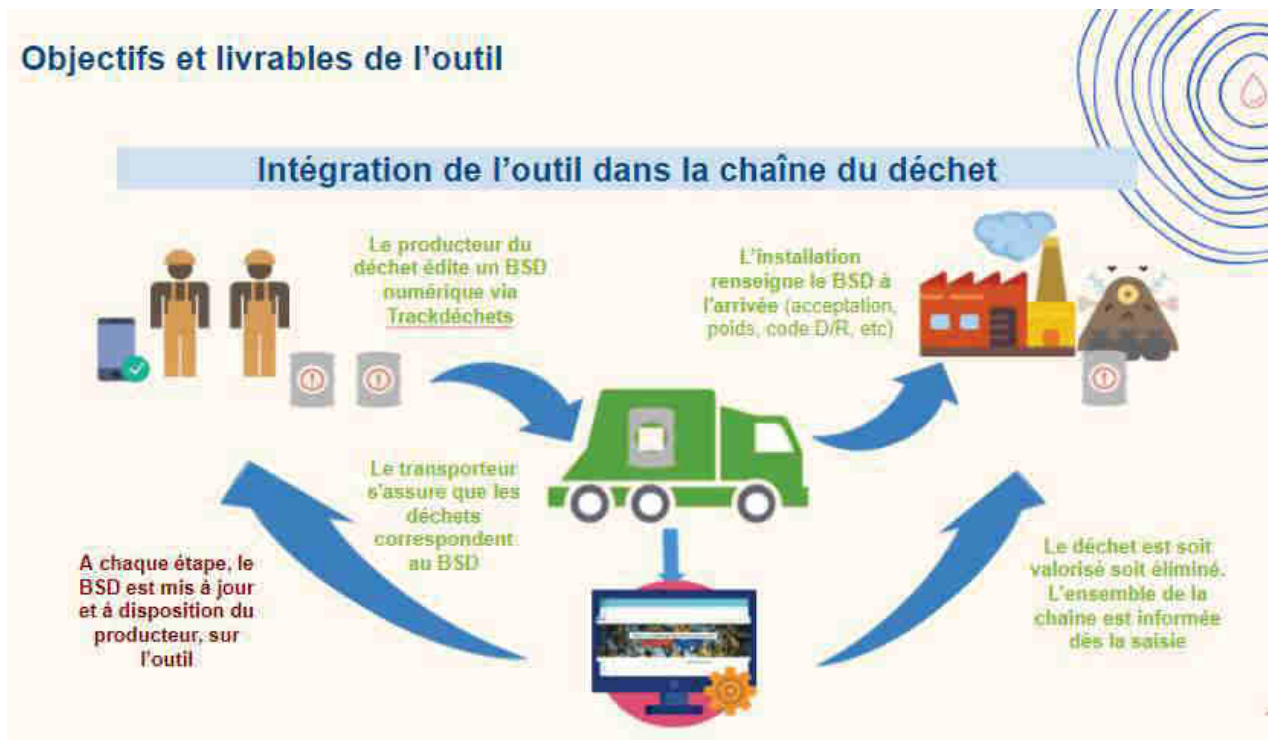 Objectifs et livrables de l'outil
Intégration de l'outil dans la chaîne du déchet
Le producteur du
déchet édite un BSD
numérique via
Trackdéchets
L'installation
renseigne le BSD à
l'arrivée (acceptation,
poids, code D/R, etc)
Le transporteur
s'assure que les
déchets
correspondent
au BSD
A chaque étape, le
BSD est mis à jour
et à disposition du
producteur, sur
l'outil
Le déchet est soit
valorisé soit éliminé.
L'ensemble de la
chaîne est informée
dès la saisie